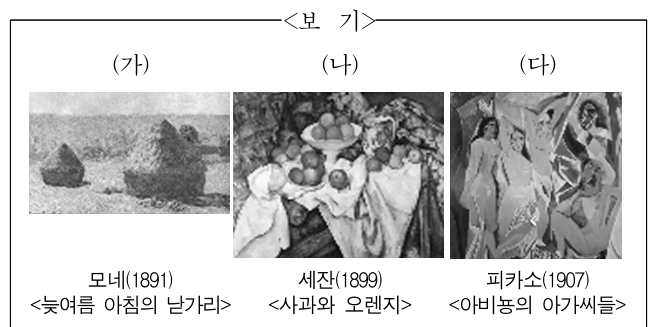 <보 기>
(가) (나) (다)
모네(1891) 세잔(1899) 피카소(1907)
<늦여름 아침의 낟가리> <사과와 오렌지> <아비뇽의 아가씨들>